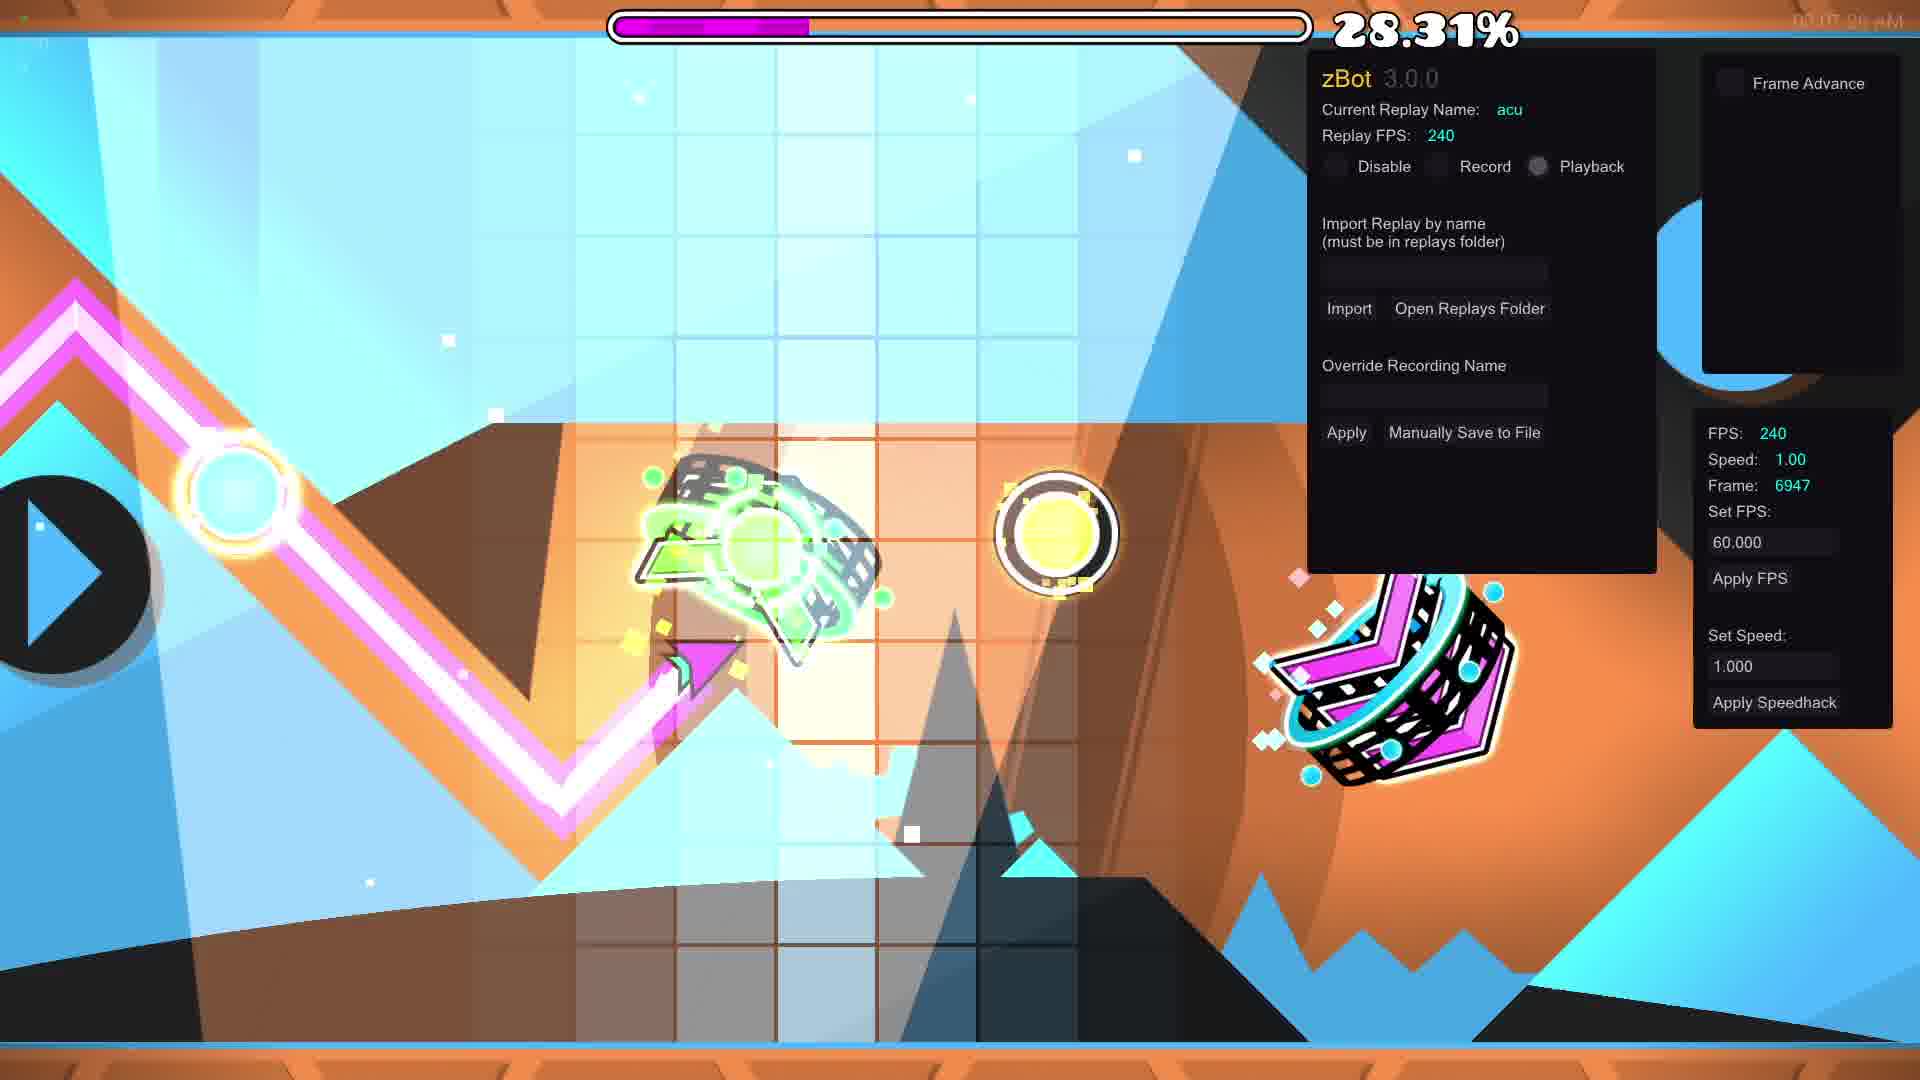 28.31%
zBot 3.0.0
Current Replay Name: acu
Replay FPS: 240
Disable Record Playback
Import Replay by name
(must be in replays folder)
Import Open Replays Folder
Override Recording Name
Apply Manually Save to File
Frame Advance
FPS: 240
Speed: 1.00
Frame: 6947
Set FPS:
60.000
Apply FPS
Set Speed:
1.000
Apply Speedhack